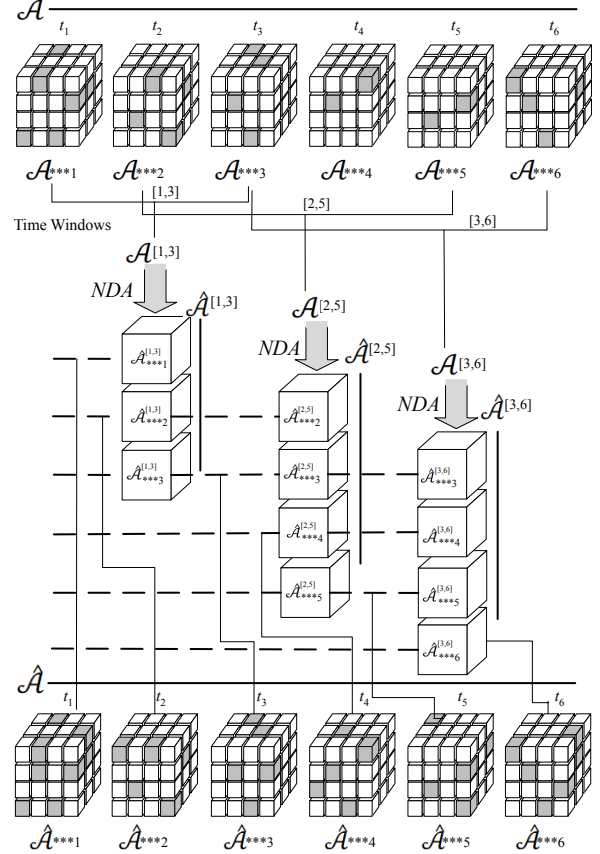 𝒜
t₁ t₂ t₃ t₄ t₅ t₆
𝒜***1 𝒜***2 𝒜***3 𝒜***4 𝒜***5 𝒜***6
[1,3] [2,5] [3,6]
Time Windows
𝒜[1,3]
NDA
𝒜̂[1,3]
𝒜[2,5]
NDA
𝒜̂[2,5]
𝒜[3,6]
NDA
𝒜̂[3,6]
𝒜̂[1,3]***1
𝒜̂[1,3]***2 𝒜̂[2,5]***2
𝒜̂[1,3]***3 𝒜̂[2,5]***3 𝒜̂[3,6]***3
𝒜̂[2,5]***4 𝒜̂[3,6]***4
𝒜̂[2,5]***5 𝒜̂[3,6]***5
𝒜̂[3,6]***6
𝒜̂
t₁ t₂ t₃ t₄ t₅ t₆
𝒜̂***1 𝒜̂***2 𝒜̂***3 𝒜̂***4 𝒜̂***5 𝒜̂***6